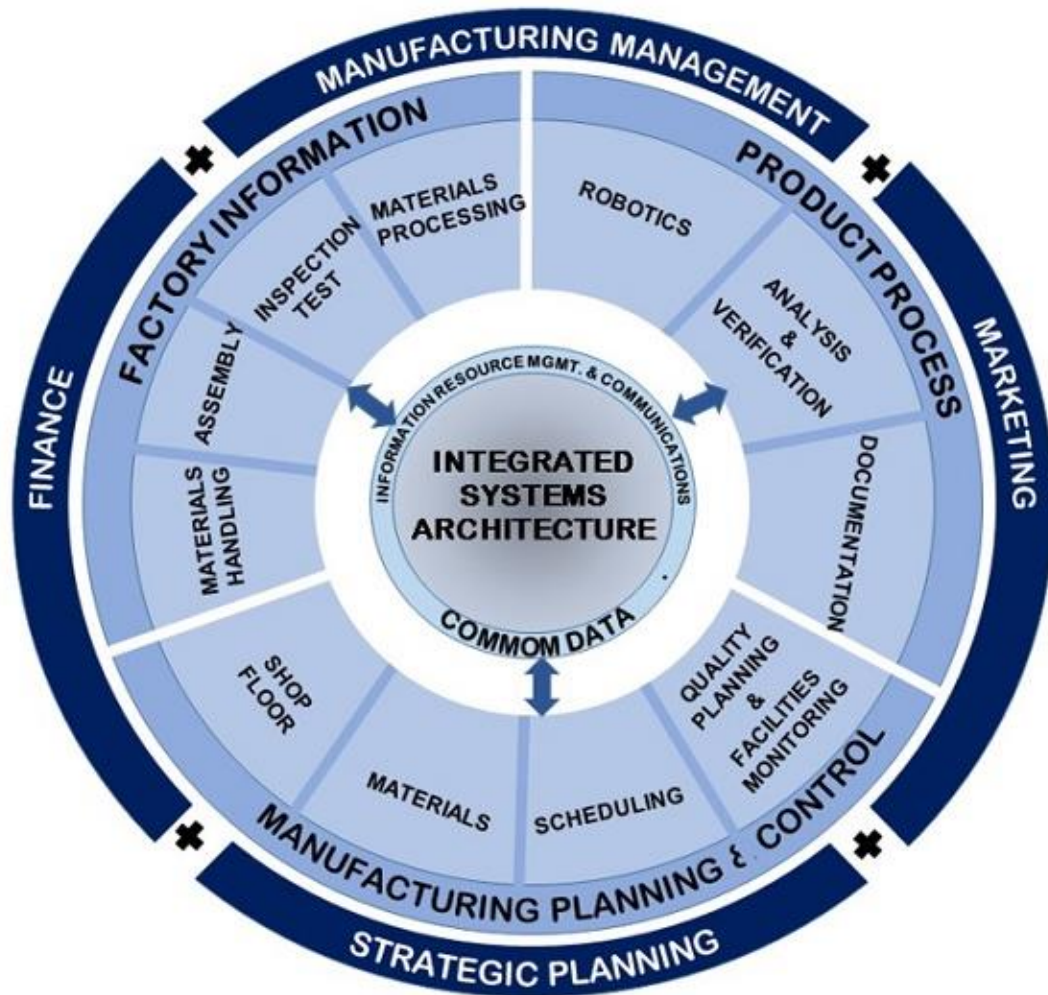 MANUFACTURING MANAGEMENT
FINANCE
MARKETING
STRATEGIC PLANNING
FACTORY INFORMATION
PRODUCT PROCESS
MANUFACTURING PLANNING & CONTROL
MATERIALS
PROCESSING
INSPECTION
TEST
ASSEMBLY
MATERIALS
HANDLING
ROBOTICS
ANALYSIS
&
VERIFICATION
DOCUMENTATION
SHOP
FLOOR
MATERIALS
SCHEDULING
QUALITY
PLANNING
&
FACILITIES
MONITORING
INFORMATION RESOURCE MGMT. & COMMUNICATIONS
INTEGRATED
SYSTEMS
ARCHITECTURE
COMMOM DATA